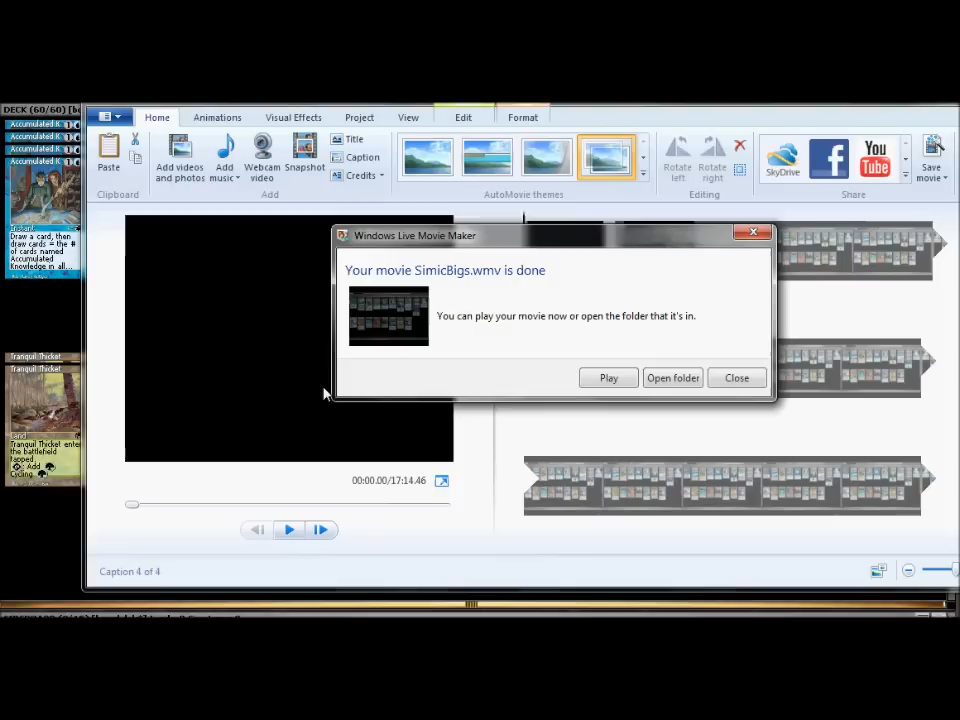 DECK (60/60) [b
Home
Animations
Visual Effects
Project
View
Edit
Format
Accumulated K
Accumulated K
Accumulated K
Accumulated K
Paste
Add videos
and photos
Add
music
Webcam
video
Snapshot
Title
Caption
Credits
Rotate
left
Rotate
right
SkyDrive
f
You
Tube
Save
movie
Clipboard
Add
AutoMovie themes
Editing
Share
Instant
Draw a card, then
draw cards = the #
of cards named
Accumulated
Knowledge in all...
Windows Live Movie Maker
Your movie SimicBigs.wmv is done
You can play your movie now or open the folder that it's in.
Play
Open folder
Close
Tranquil Thicket
Tranquil Thicket
Land
Tranquil Thicket enter
the battlefield
tapped.
: Add
Cycling
00:00.00/17:14.46
Caption 4 of 4